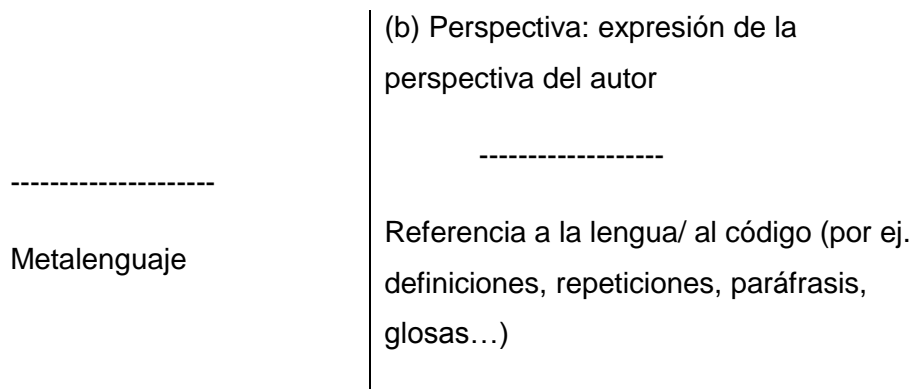 (b) Perspectiva: expresión de la
perspectiva del autor
-------------------
---------------------
Metalenguaje
Referencia a la lengua/ al código (por ej.
definiciones, repeticiones, paráfrasis,
glosas…)